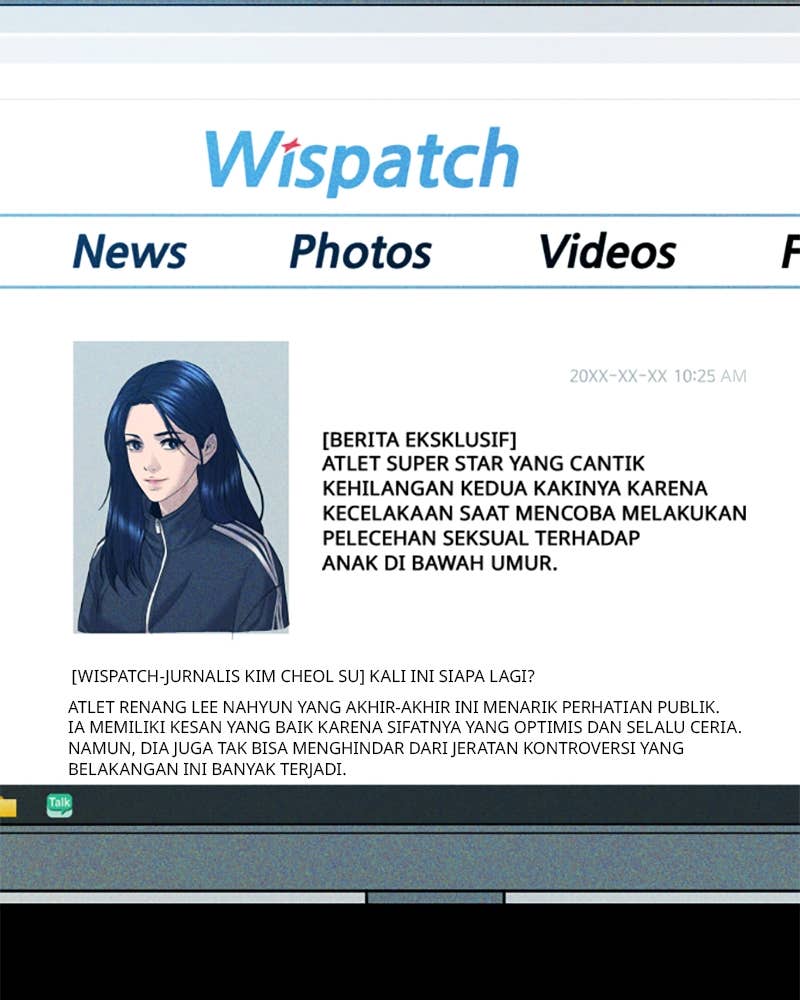 Wispatch
News Photos Videos F
20XX-XX-XX 10:25 AM
[BERITA EKSKLUSIF]
ATLET SUPER STAR YANG CANTIK
KEHILANGAN KEDUA KAKINYA KARENA
KECELAKAAN SAAT MENCOBA MELAKUKAN
PELECEHAN SEKSUAL TERHADAP
ANAK DI BAWAH UMUR.
[WISPATCH-JURNALIS KIM CHEOL SU] KALI INI SIAPA LAGI?
ATLET RENANG LEE NAHYUN YANG AKHIR-AKHIR INI MENARIK PERHATIAN PUBLIK.
IA MEMILIKI KESAN YANG BAIK KARENA SIFATNYA YANG OPTIMIS DAN SELALU CERIA.
NAMUN, DIA JUGA TAK BISA MENGHINDAR DARI JERATAN KONTROVERSI YANG
BELAKANGAN INI BANYAK TERJADI.
Talk